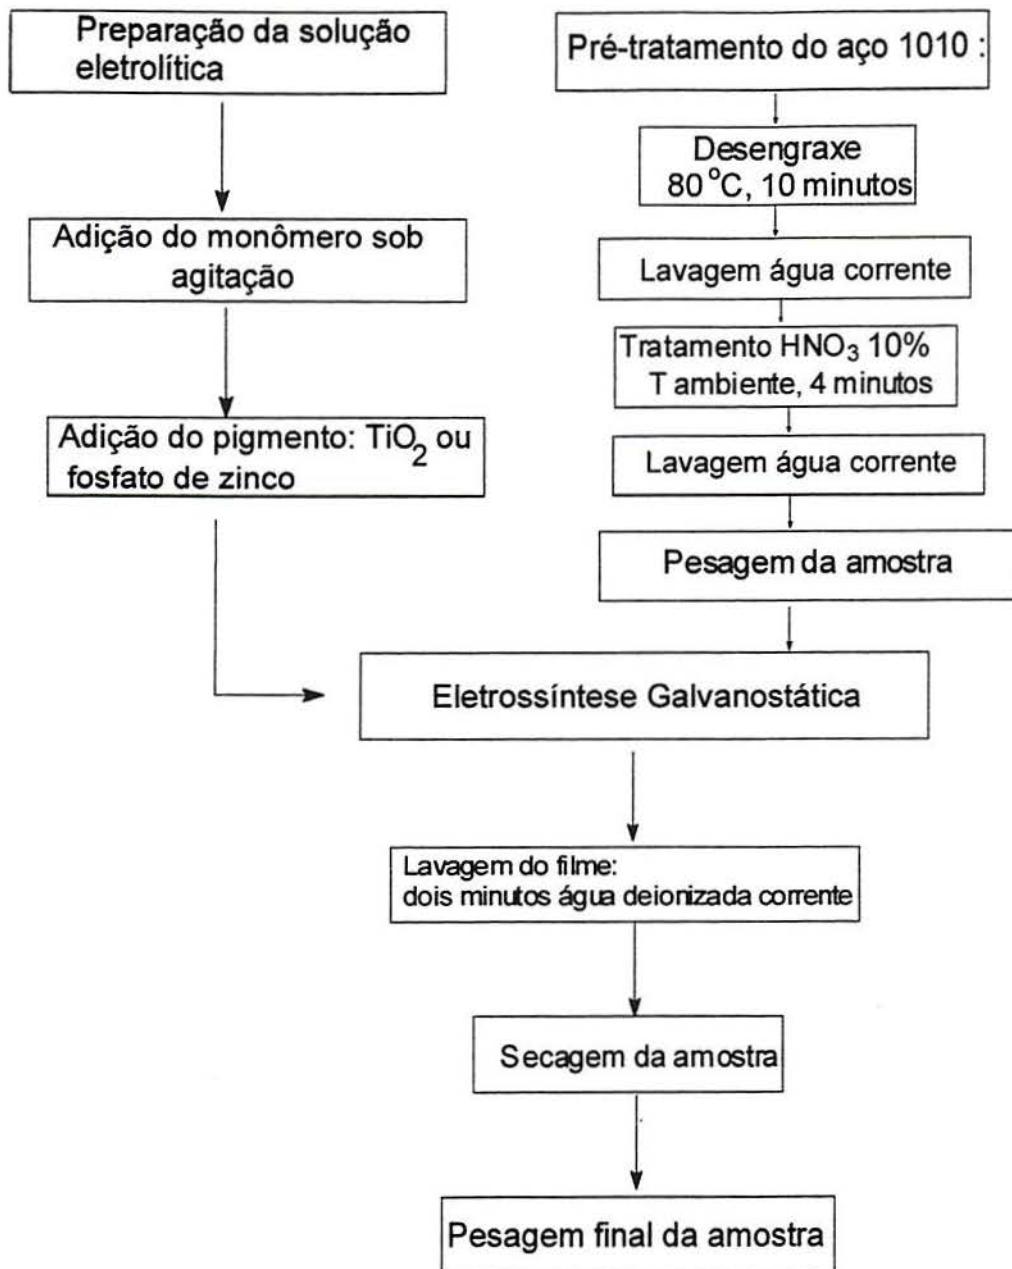 Preparação da solução
eletrolítica
Adição do monômero sob
agitação
Adição do pigmento: TiO₂ ou
fosfato de zinco
Pré-tratamento do aço 1010 :
Desengraxe
80 °C, 10 minutos
Lavagem água corrente
Tratamento HNO₃ 10%
T ambiente, 4 minutos
Lavagem água corrente
Pesagem da amostra
Eletrossíntese Galvanostática
Lavagem do filme:
dois minutos água deionizada corrente
Secagem da amostra
Pesagem final da amostra